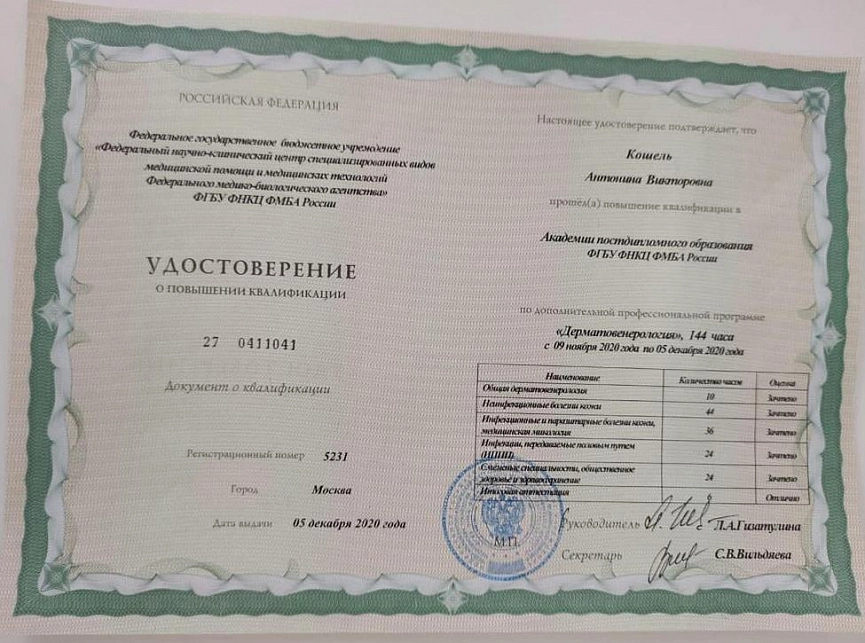 РОССИЙСКАЯ ФЕДЕРАЦИЯ
Федеральное государственное бюджетное учреждение
«Федеральный научно-клинический центр специализированных видов
медицинской помощи и медицинских технологий
Федерального медико-биологического агентства»
ФГБУ ФНКЦ ФМБА России
УДОСТОВЕРЕНИЕ
О ПОВЫШЕНИИ КВАЛИФИКАЦИИ
27 0411041
Документ о квалификации
Регистрационный номер 5231
Город Москва
Дата выдачи 05 декабря 2020 года
Настоящее удостоверение подтверждает, что
Кошель
Антонина Викторовна
прошёл(а) повышение квалификации в
Академии постдипломного образования
ФГБУ ФНКЦ ФМБА России
по дополнительной профессиональной программе
«Дерматовенерология», 144 часа
с 09 ноября 2020 года по 05 декабря 2020 года
Наименование Количество часов Оценка
Общая дерматовенерология 10 Зачтено
Неинфекционные болезни кожи 44 Зачтено
Инфекционные и паразитарные болезни кожи,
медицинская микология 36 Зачтено
Инфекции, передаваемые половым путем
(ИППП) 24 Зачтено
Смежные специальности, общественное
здоровье и здравоохранение 24 Зачтено
Итоговая аттестация Отлично
Руководитель Л.А.Гизатулина
М.П.
Секретарь С.В.Вильдяева